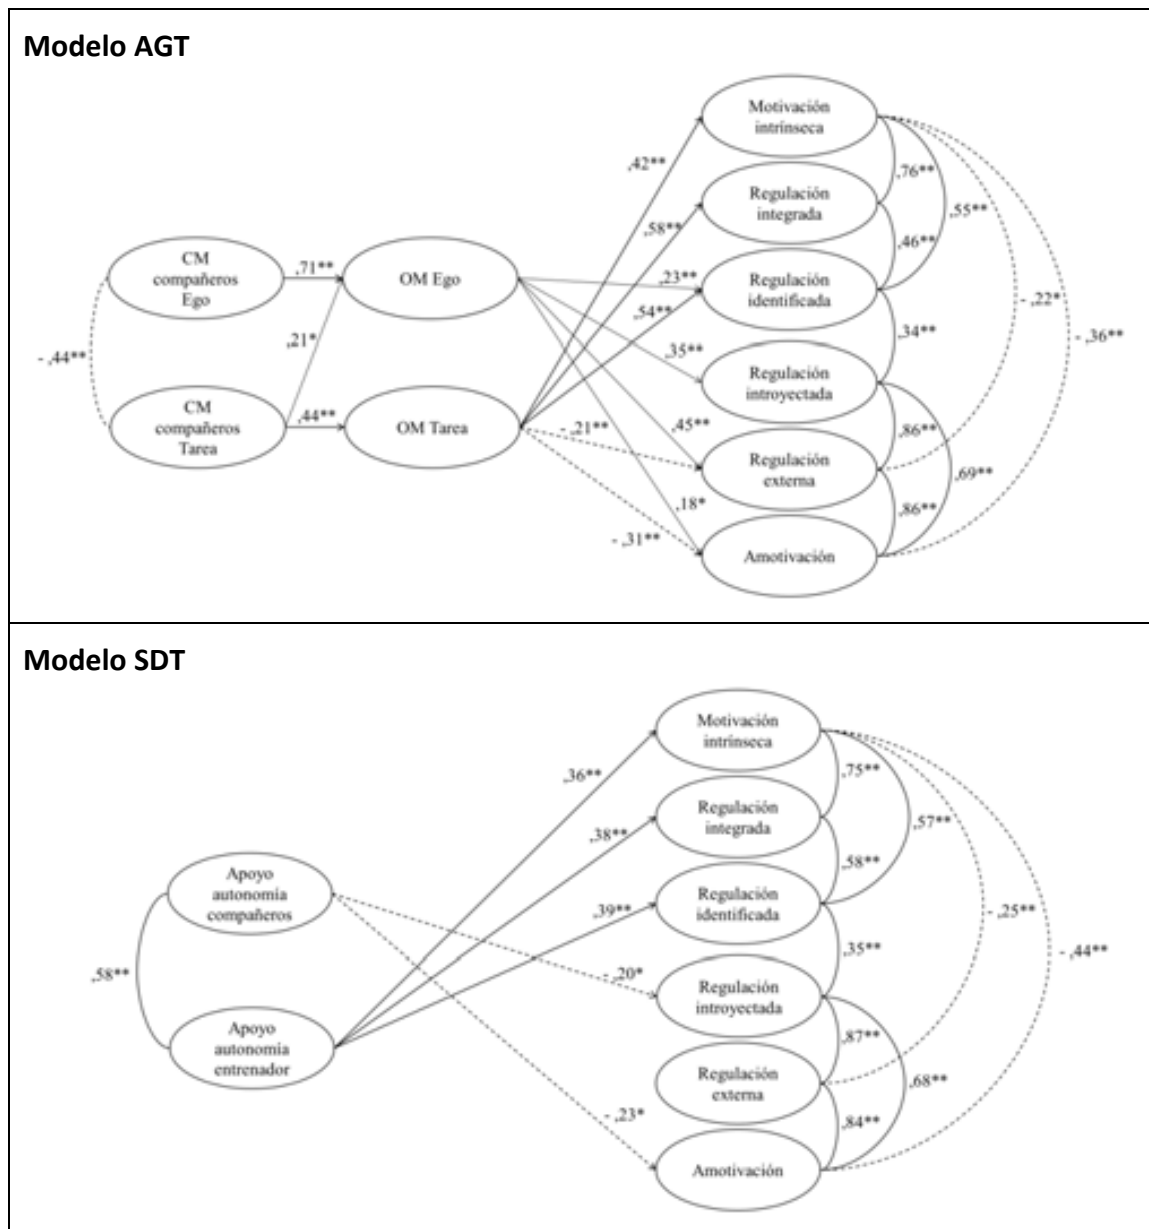 Modelo AGT
Motivación
intrínseca
,42**
,76**
Regulación
integrada
,55**
,58**
,46**
CM
compañeros
Ego
,71**
OM Ego
,23**
Regulación
identificada
- ,22*
,54**
- ,36**
- ,44**
,21*
,35**
,34**
Regulación
introyectada
CM
compañeros
Tarea
,44**
OM Tarea
- ,21**
,45**
,86**
Regulación
externa
,69**
,18*
,86**
- ,31**
Amotivación
Modelo SDT
Motivación
intrínseca
,36**
,75**
Regulación
integrada
,57**
,38**
,58**
Apoyo
autonomía
compañeros
Regulación
identificada
,39**
- ,25**
,35**
- ,44**
,58**
- ,20*
Regulación
introyectada
Apoyo
autonomía
entrenador
,87**
Regulación
externa
,68**
- ,23*
,84**
Amotivación